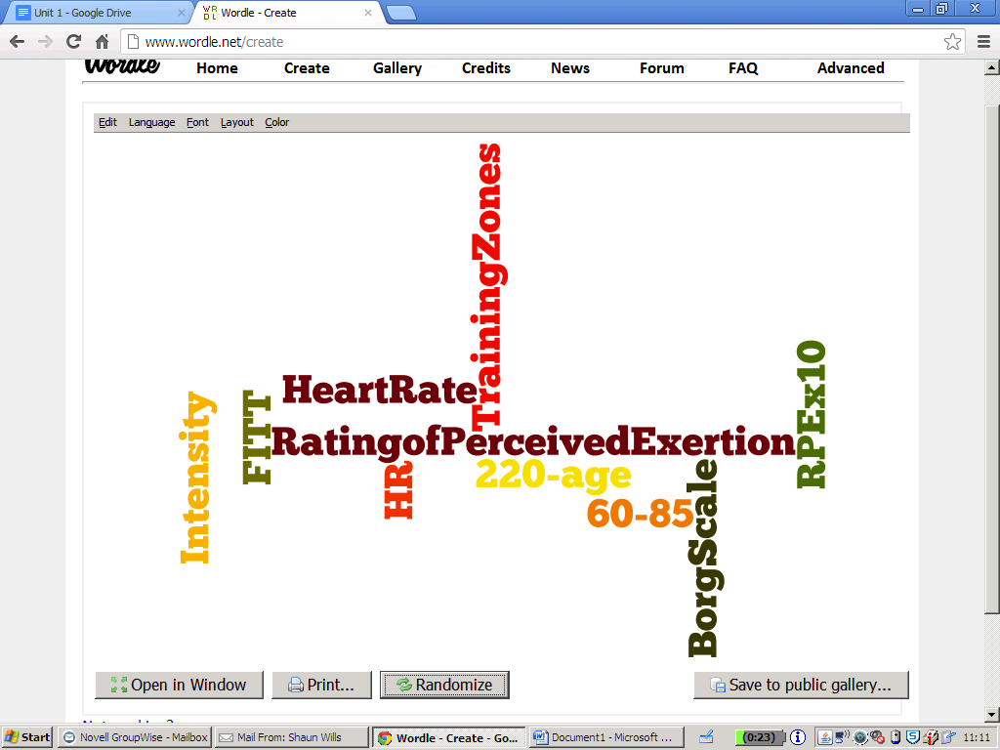 Unit 1 - Google Drive
WRDL Wordle - Create
www.wordle.net/create
Wordle Home Create Gallery Credits News Forum FAQ Advanced
Edit Language Font Layout Color
TrainingZones
RPEx10
HeartRate
Intensity
FITT
RatingofPerceivedExertion
HR
220-age
60-85
BorgScale
Open in Window Print... Randomize Save to public gallery...
Start Novell GroupWise - Mailbox Mail From: Shaun Wills Wordle - Create - Go... Document1 - Microsoft ... (0:23) 11:11